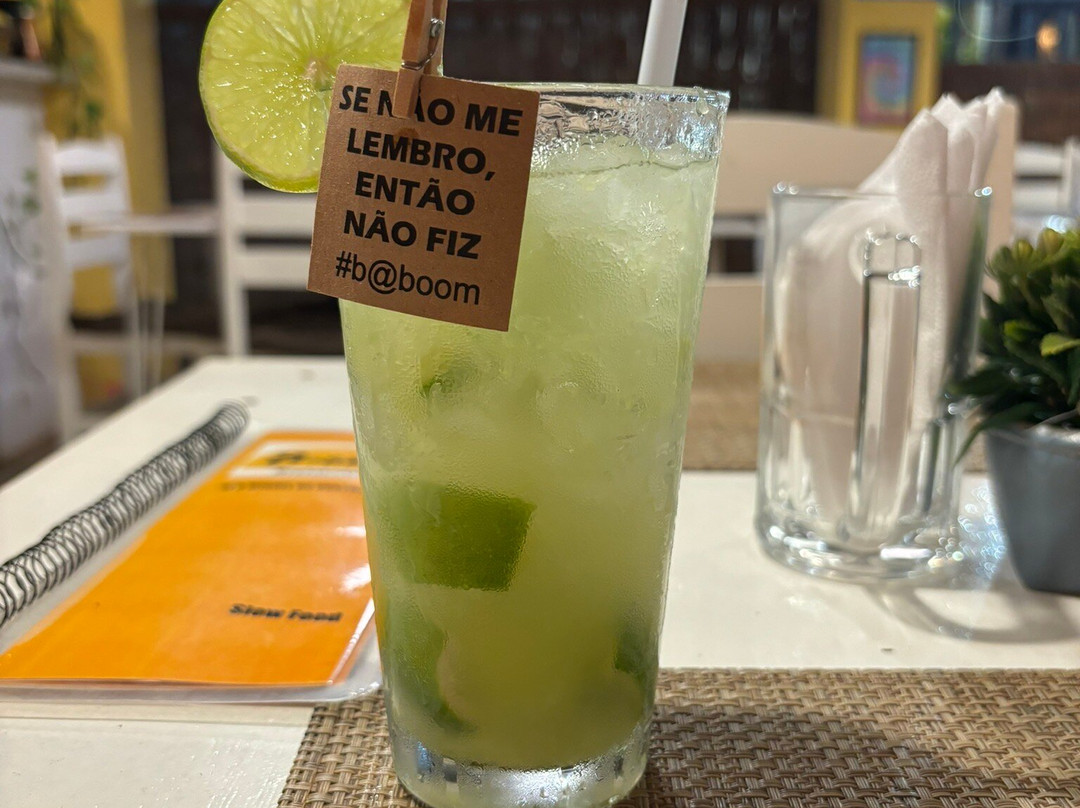 SE NÃO ME
LEMBRO,
ENTÃO
NÃO FIZ
#b@boom
Slow Food